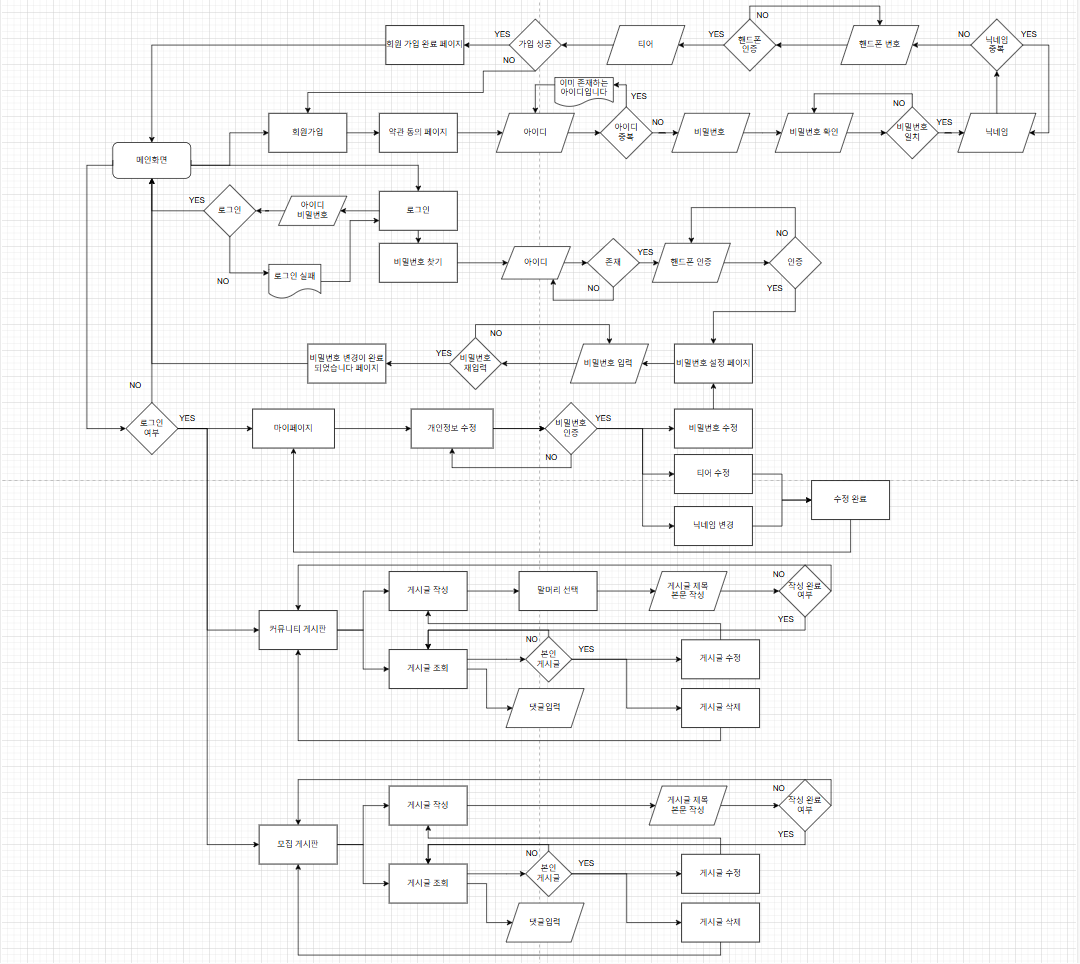 회원 가입 완료 페이지
YES
가입 성공
NO
티어
YES
핸드폰
인증
NO
핸드폰 번호
NO
닉네임
중복
YES
회원가입
약관 동의 페이지
아이디
이미 존재하는
아이디입니다
YES
아이디
중복
NO
비밀번호
비밀번호 확인
NO
비밀번호
일치
YES
닉네임
메인화면
YES
로그인
NO
아이디
비밀번호
로그인
로그인 실패
비밀번호 찾기
아이디
존재
YES
NO
핸드폰 인증
NO
인증
YES
비밀번호 변경이 완료
되었습니다 페이지
YES
비밀번호
재입력
NO
비밀번호 입력
비밀번호 설정 페이지
NO
로그인
여부
YES
마이페이지
개인정보 수정
비밀번호
인증
YES
NO
비밀번호 수정
티어 수정
닉네임 변경
수정 완료
커뮤니티 게시판
게시글 작성
말머리 선택
게시글 제목
본문 작성
NO
작성 완료
여부
YES
게시글 조회
NO
본인
게시글
YES
게시글 수정
댓글입력
게시글 삭제
모집 게시판
게시글 작성
게시글 제목
본문 작성
NO
작성 완료
여부
YES
게시글 조회
NO
본인
게시글
YES
게시글 수정
댓글입력
게시글 삭제